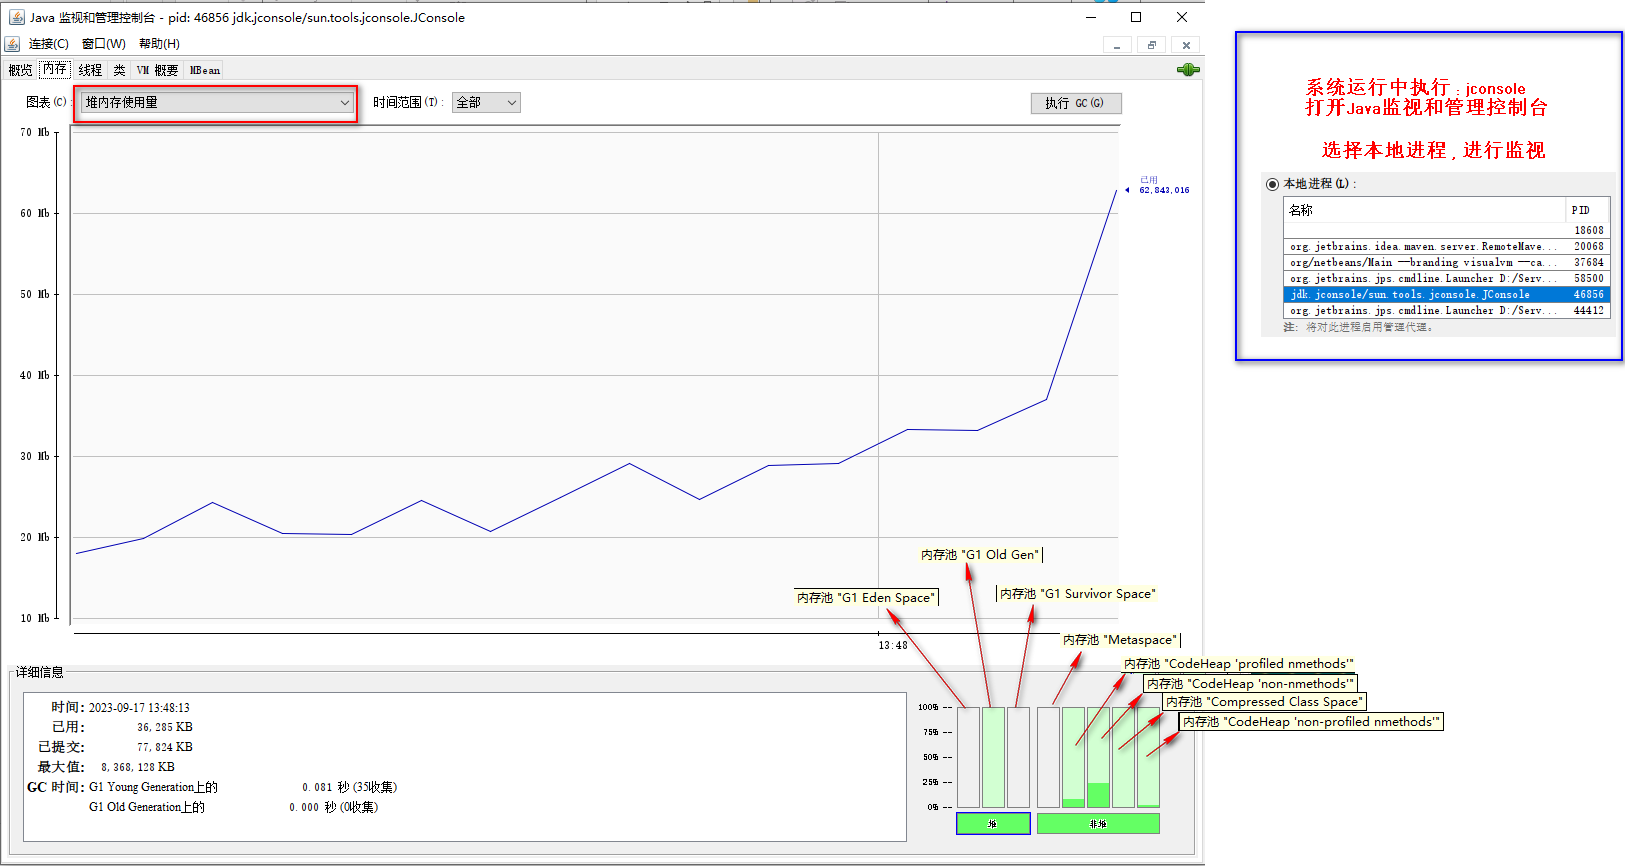 Java 监视和管理控制台 - pid: 46856 jdk.jconsole/sun.tools.jconsole.JConsole
连接(C) 窗口(W) 帮助(H)
概览 内存 线程 类 VM 概要 MBean
图表(C): 堆内存使用量 时间范围(T): 全部 执行 GC(G)
70 Mb
60 Mb
50 Mb
40 Mb
30 Mb
20 Mb
10 Mb
已用
62,843,016
13:48
系统运行中执行：jconsole
打开Java监视和管理控制台
选择本地进程，进行监视
本地进程(L):
名称 PID
18608
org.jetbrains.idea.maven.server.RemoteMave... 20068
org/netbeans/Main --branding visualvm --ca... 37684
org.jetbrains.jps.cmdline.Launcher D:/Serv... 58500
jdk.jconsole/sun.tools.jconsole.JConsole 46856
org.jetbrains.jps.cmdline.Launcher D:/Serv... 44412
注: 将对此进程启用管理代理。
内存池 "G1 Old Gen"
内存池 "G1 Eden Space"
内存池 "G1 Survivor Space"
内存池 "Metaspace"
内存池 "CodeHeap 'profiled nmethods'"
内存池 "CodeHeap 'non-nmethods'"
内存池 "Compressed Class Space"
内存池 "CodeHeap 'non-profiled nmethods'"
详细信息
时间: 2023-09-17 13:48:13
已用: 36,285 KB
已提交: 77,824 KB
最大值: 8,368,128 KB
GC 时间: G1 Young Generation上的 0.081 秒 (35收集)
G1 Old Generation上的 0.000 秒 (0收集)
100% --
75% --
50% --
25% --
0% --
堆 非堆